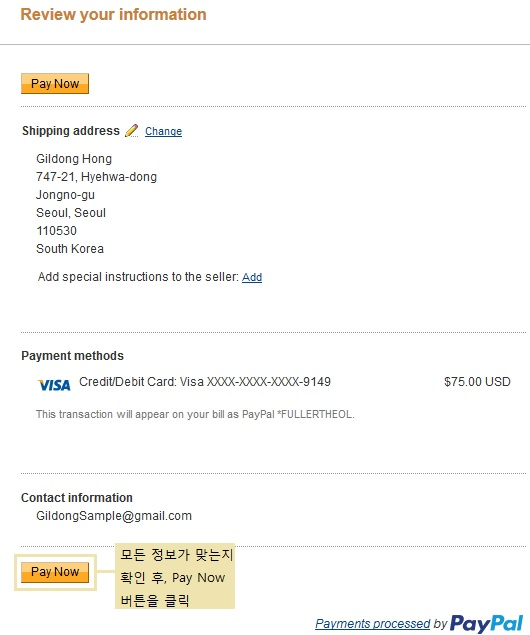 Review your information
Pay Now
Shipping address Change
Gildong Hong
747-21, Hyehwa-dong
Jongno-gu
Seoul, Seoul
110530
South Korea
Add special instructions to the seller: Add
Payment methods
VISA Credit/Debit Card: Visa XXXX-XXXX-XXXX-9149 $75.00 USD
This transaction will appear on your bill as PayPal *FULLERTHEOL.
Contact information
GildongSample@gmail.com
모든 정보가 맞는지
Pay Now 확인 후, Pay Now
버튼을 클릭
Payments processed by PayPal